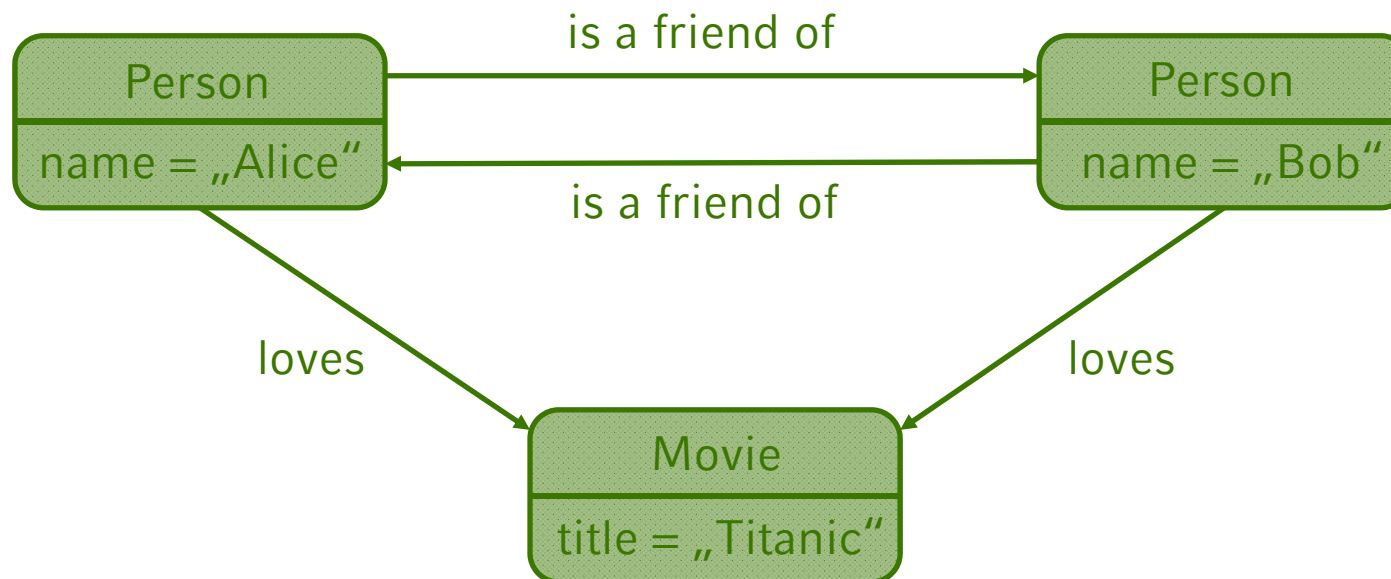 is a friend of
Person
Person
name = „Alice“
name = „Bob“
is a friend of
loves
loves
Movie
title = „Titanic“